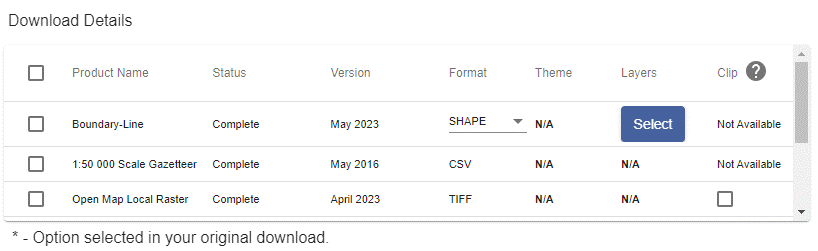 Download Details
Product Name Status Version Format Theme Layers Clip ?
Boundary-Line Complete May 2023 SHAPE N/A Select Not Available
1:50 000 Scale Gazetteer Complete May 2016 CSV N/A N/A Not Available
Open Map Local Raster Complete April 2023 TIFF N/A N/A
* - Option selected in your original download.